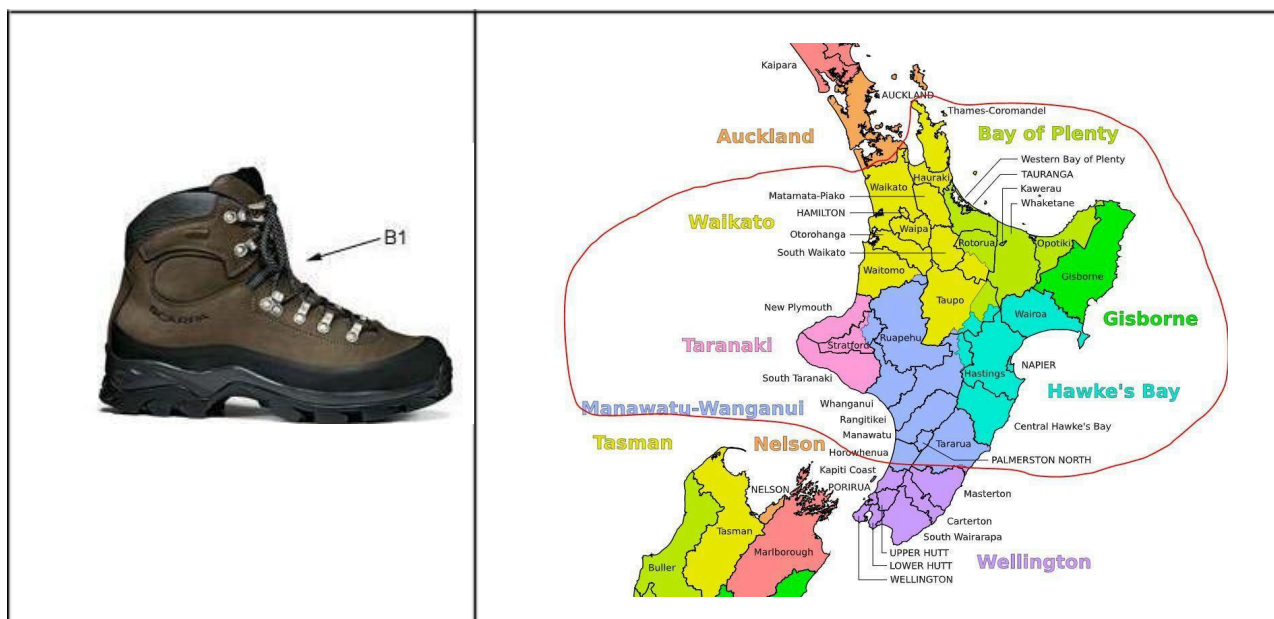 B1
SCARPA
Kaipara
AUCKLAND
Thames-Coromandel
Auckland
Bay of Plenty
Western Bay of Plenty
TAURANGA
Kawerau
Whaketane
Hauraki
Waikato
Matamata-Piako
HAMILTON
Waikato
Waipa
Otorohanga
South Waikato
Rotorua
Opotiki
Gisborne
Waitomo
Taupo
New Plymouth
Wairoa
Gisborne
Ruapehu
Taranaki
Stratford
NAPIER
Hastings
South Taranaki
Hawke's Bay
Whanganui
Manawatu-Wanganui
Rangitikei
Central Hawke's Bay
Manawatu
Tararua
Tasman
Nelson
Horowhenua
PALMERSTON NORTH
Kapiti Coast
NELSON
PORIRUA
Masterton
Tasman
Carterton
South Wairarapa
Marlborough
UPPER HUTT
Wellington
Buller
LOWER HUTT
WELLINGTON